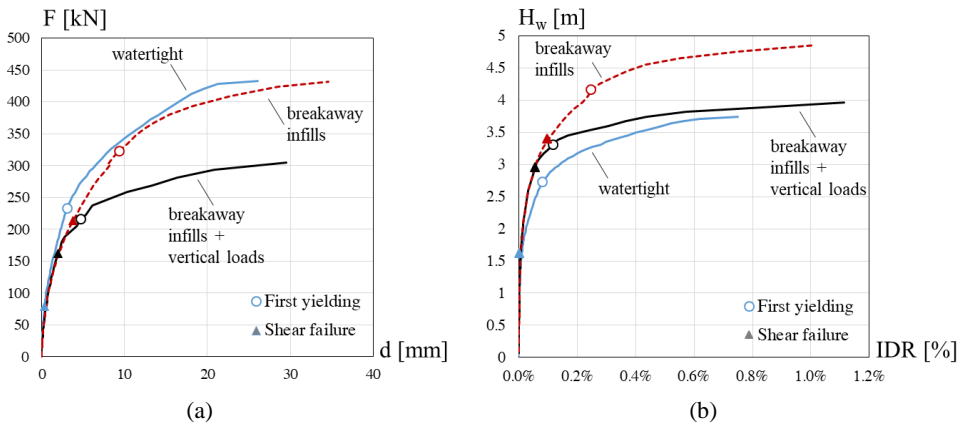 F [kN]
500
450
400
350
300
250
200
150
100
50
0
watertight
breakaway
infills
breakaway
infills +
vertical loads
First yielding
Shear failure
d [mm]
0
10
20
30
40
(a)
H_w [m]
5
4.5
4
3.5
3
2.5
2
1.5
1
0.5
0
breakaway
infills
watertight
breakaway
infills +
vertical loads
First yielding
Shear failure
IDR [%]
0.0%
0.2%
0.4%
0.6%
0.8%
1.0%
1.2%
(b)